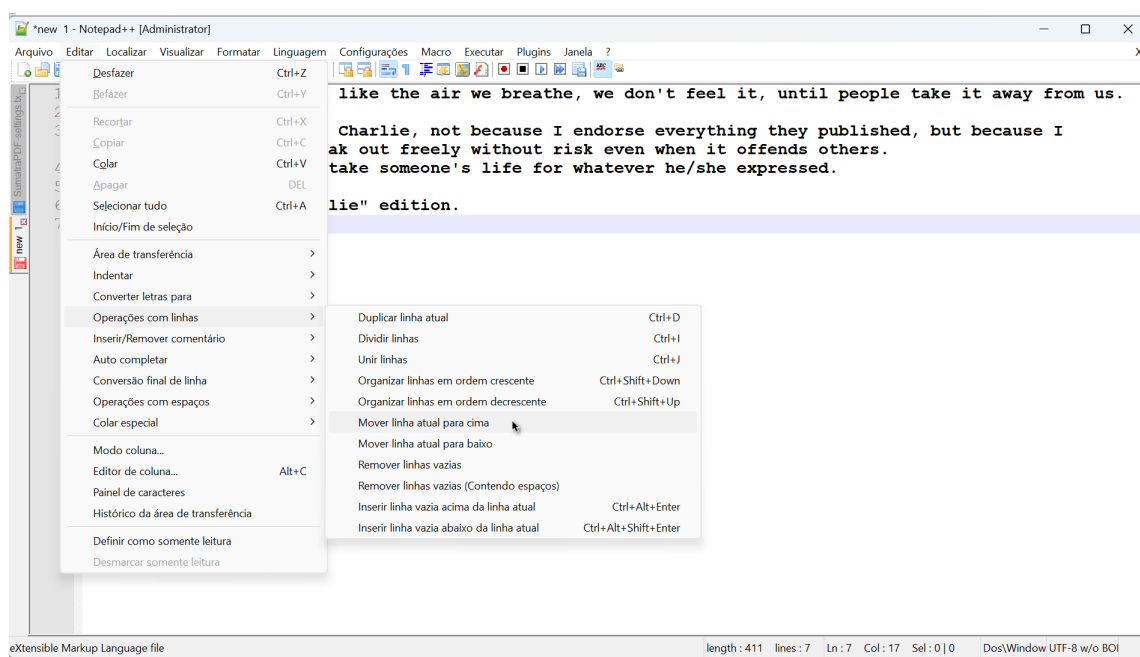 *new 1 - Notepad++ [Administrator]
Arquivo Editar Localizar Visualizar Formatar Linguagem Configurações Macro Executar Plugins Janela ? X
Desfazer Ctrl+Z
Refazer Ctrl+Y
Recortar Ctrl+X
Copiar Ctrl+C
Colar Ctrl+V
Apagar DEL
Selecionar tudo Ctrl+A
Início/Fim de seleção
Área de transferência
Indentar
Converter letras para
Operações com linhas
Inserir/Remover comentário
Auto completar
Conversão final de linha
Operações com espaços
Colar especial
Modo coluna...
Editor de coluna... Alt+C
Painel de caracteres
Histórico da área de transferência
Definir como somente leitura
Desmarcar somente leitura
Duplicar linha atual Ctrl+D
Dividir linhas Ctrl+I
Unir linhas Ctrl+J
Organizar linhas em ordem crescente Ctrl+Shift+Down
Organizar linhas em ordem decrescente Ctrl+Shift+Up
Mover linha atual para cima
Mover linha atual para baixo
Remover linhas vazias
Remover linhas vazias (Contendo espaços)
Inserir linha vazia acima da linha atual Ctrl+Alt+Enter
Inserir linha vazia abaixo da linha atual Ctrl+Alt+Shift+Enter
like the air we breathe, we don't feel it, until people take it away from us.
Charlie, not because I endorse everything they published, but because I
ak out freely without risk even when it offends others.
take someone's life for whatever he/she expressed.
lie" edition.
SumatraPDF-settings.tx
new 1
1
2
3
4
5
6
7
ABC
eXtensible Markup Language file length : 411 lines : 7 Ln : 7 Col : 17 Sel : 0 | 0 Dos\Window UTF-8 w/o BOI